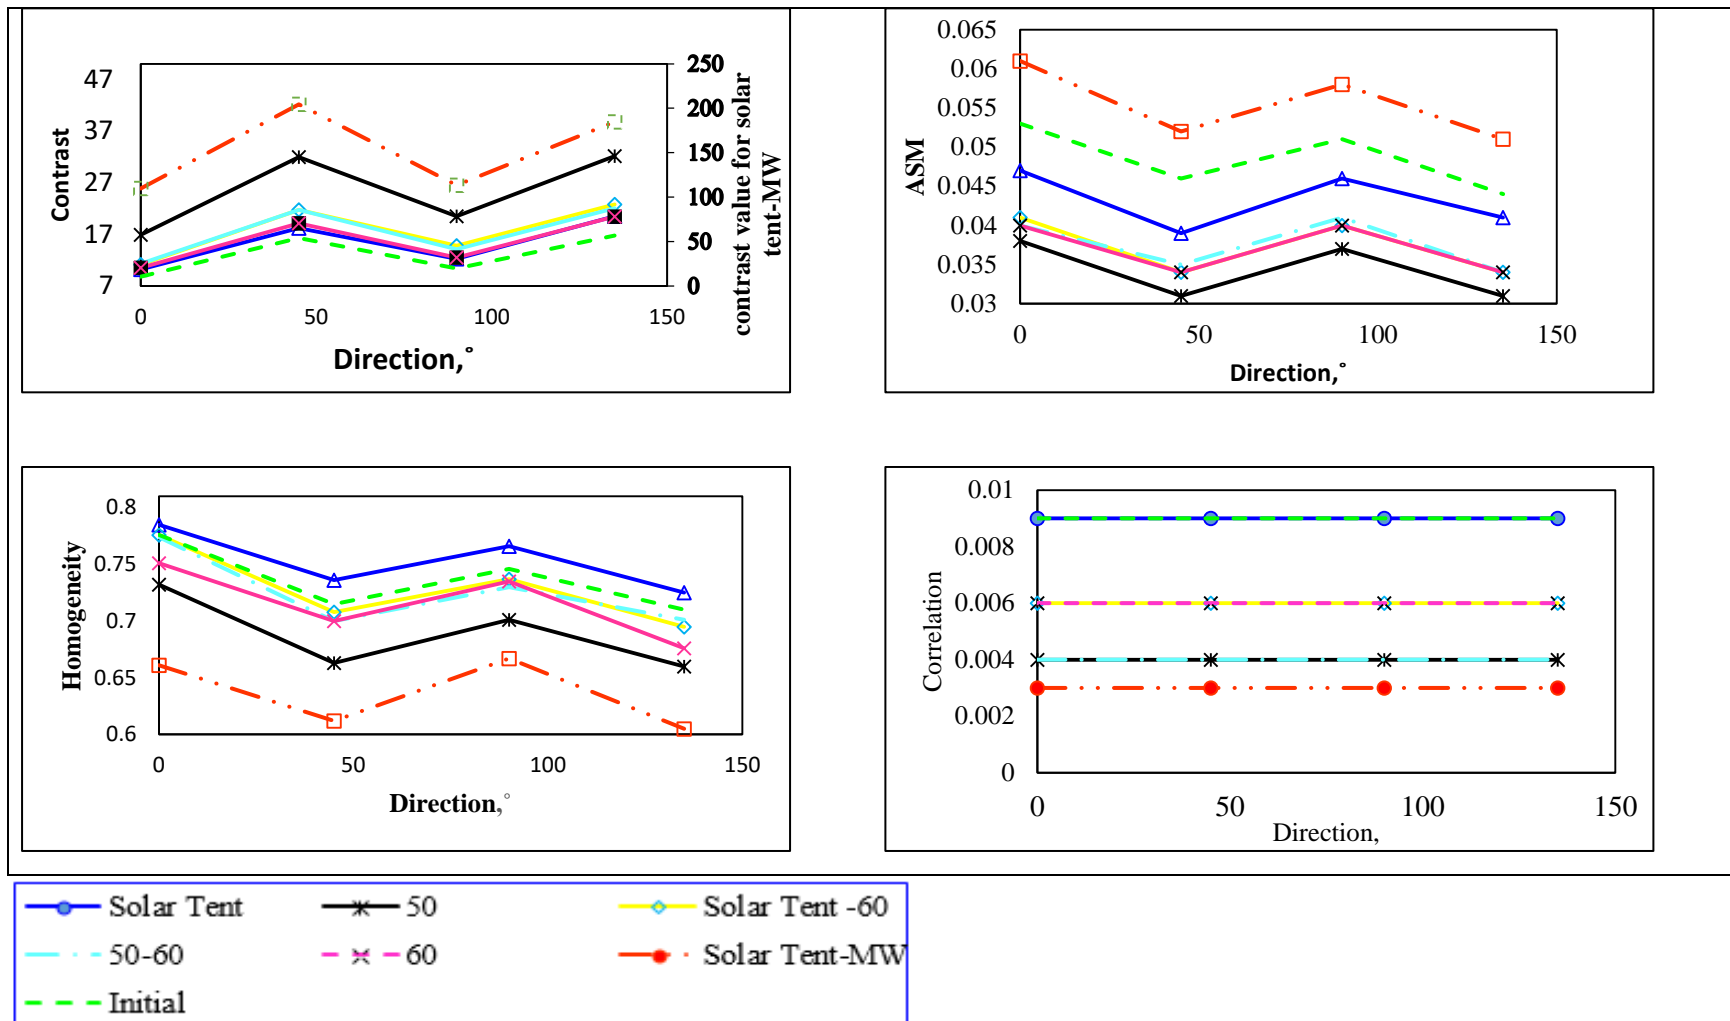 47
37
27
17
7
Contrast
250
200
150
100
50
0
contrast value for solar
tent-MW
0 50 100 150
Direction,°
0.065
0.06
0.055
0.05
0.045
0.04
0.035
0.03
ASM
0 50 100 150
Direction,°
0.8
0.75
0.7
0.65
0.6
Homogeneity
0 50 100 150
Direction,°
0.01
0.008
0.006
0.004
0.002
0
Correlation
0 50 100 150
Direction,
Solar Tent 50 Solar Tent -60
50-60 60 Solar Tent-MW
Initial